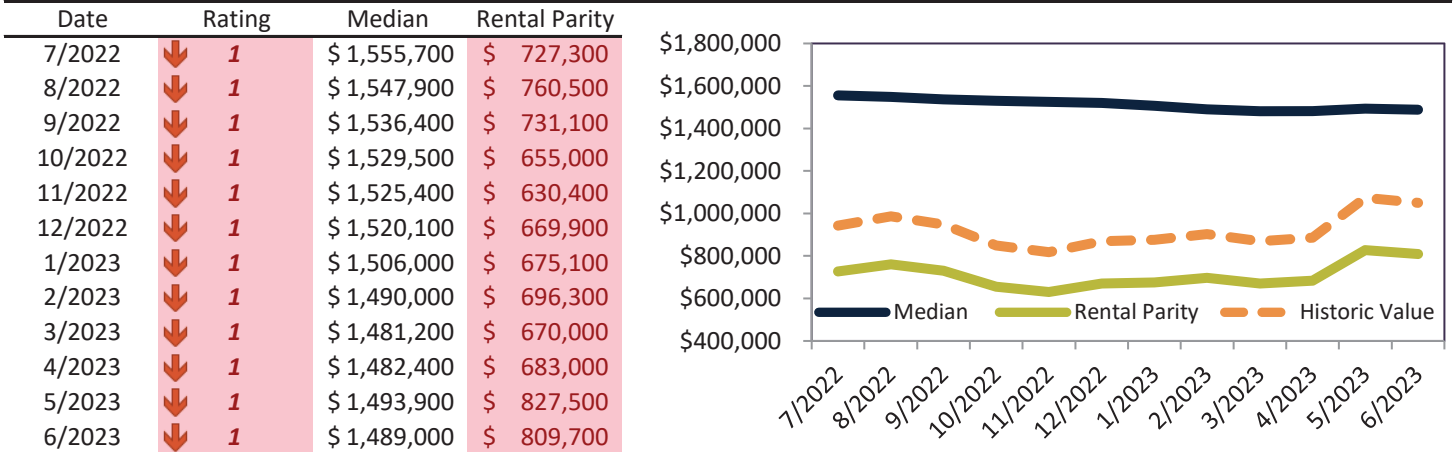 Date Rating Median Rental Parity
7/2022 1 $ 1,555,700 $ 727,300
8/2022 1 $ 1,547,900 $ 760,500
9/2022 1 $ 1,536,400 $ 731,100
10/2022 1 $ 1,529,500 $ 655,000
11/2022 1 $ 1,525,400 $ 630,400
12/2022 1 $ 1,520,100 $ 669,900
1/2023 1 $ 1,506,000 $ 675,100
2/2023 1 $ 1,490,000 $ 696,300
3/2023 1 $ 1,481,200 $ 670,000
4/2023 1 $ 1,482,400 $ 683,000
5/2023 1 $ 1,493,900 $ 827,500
6/2023 1 $ 1,489,000 $ 809,700
$1,800,000
$1,600,000
$1,400,000
$1,200,000
$1,000,000
$800,000
$600,000
$400,000
Median Rental Parity Historic Value
7/2022 8/2022 9/2022 10/2022 11/2022 12/2022 1/2023 2/2023 3/2023 4/2023 5/2023 6/2023